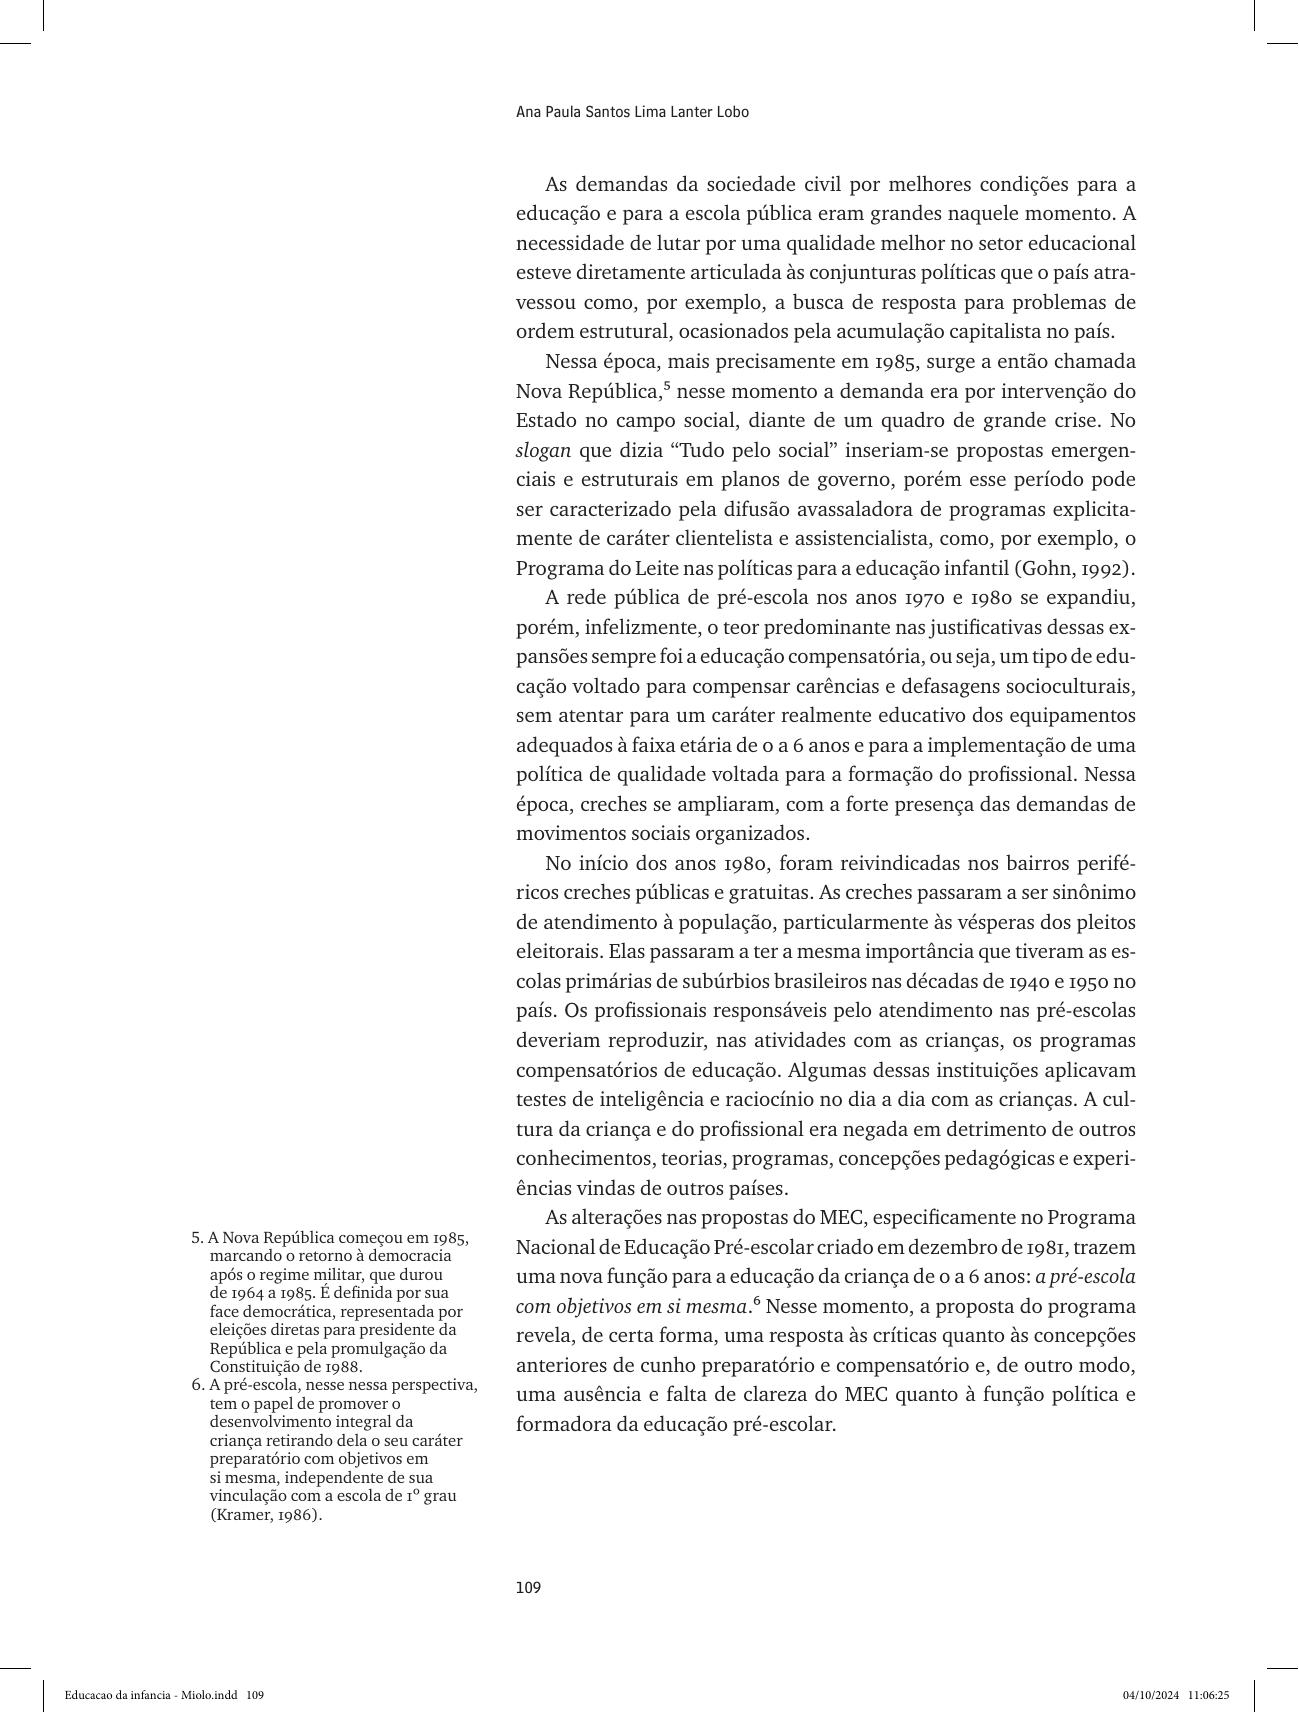 Ana Paula Santos Lima Lanter Lobo
As demandas da sociedade civil por melhores condições para a
educação e para a escola pública eram grandes naquele momento. A
necessidade de lutar por uma qualidade melhor no setor educacional
esteve diretamente articulada às conjunturas políticas que o país atra-
vessou como, por exemplo, a busca de resposta para problemas de
ordem estrutural, ocasionados pela acumulação capitalista no país.
Nessa época, mais precisamente em 1985, surge a então chamada
Nova República,⁵ nesse momento a demanda era por intervenção do
Estado no campo social, diante de um quadro de grande crise. No
slogan que dizia “Tudo pelo social” inseriam-se propostas emergen-
ciais e estruturais em planos de governo, porém esse período pode
ser caracterizado pela difusão avassaladora de programas explicita-
mente de caráter clientelista e assistencialista, como, por exemplo, o
Programa do Leite nas políticas para a educação infantil (Gohn, 1992).
A rede pública de pré-escola nos anos 1970 e 1980 se expandiu,
porém, infelizmente, o teor predominante nas justificativas dessas ex-
pansões sempre foi a educação compensatória, ou seja, um tipo de edu-
cação voltado para compensar carências e defasagens socioculturais,
sem atentar para um caráter realmente educativo dos equipamentos
adequados à faixa etária de 0 a 6 anos e para a implementação de uma
política de qualidade voltada para a formação do profissional. Nessa
época, creches se ampliaram, com a forte presença das demandas de
movimentos sociais organizados.
No início dos anos 1980, foram reivindicadas nos bairros perifé-
ricos creches públicas e gratuitas. As creches passaram a ser sinônimo
de atendimento à população, particularmente às vésperas dos pleitos
eleitorais. Elas passaram a ter a mesma importância que tiveram as es-
colas primárias de subúrbios brasileiros nas décadas de 1940 e 1950 no
país. Os profissionais responsáveis pelo atendimento nas pré-escolas
deveriam reproduzir, nas atividades com as crianças, os programas
compensatórios de educação. Algumas dessas instituições aplicavam
testes de inteligência e raciocínio no dia a dia com as crianças. A cul-
tura da criança e do profissional era negada em detrimento de outros
conhecimentos, teorias, programas, concepções pedagógicas e experi-
ências vindas de outros países.
As alterações nas propostas do MEC, especificamente no Programa
Nacional de Educação Pré-escolar criado em dezembro de 1981, trazem
uma nova função para a educação da criança de 0 a 6 anos: a pré-escola
com objetivos em si mesma.⁶ Nesse momento, a proposta do programa
revela, de certa forma, uma resposta às críticas quanto às concepções
anteriores de cunho preparatório e compensatório e, de outro modo,
uma ausência e falta de clareza do MEC quanto à função política e
formadora da educação pré-escolar.
5. A Nova República começou em 1985,
marcando o retorno à democracia
após o regime militar, que durou
de 1964 a 1985. É definida por sua
face democrática, representada por
eleições diretas para presidente da
República e pela promulgação da
Constituição de 1988.
6. A pré-escola, nesse nessa perspectiva,
tem o papel de promover o
desenvolvimento integral da
criança retirando dela o seu caráter
preparatório com objetivos em
si mesma, independente de sua
vinculação com a escola de 1º grau
(Kramer, 1986).
109
Educacao da infancia - Miolo.indd 109
04/10/2024 11:06:25